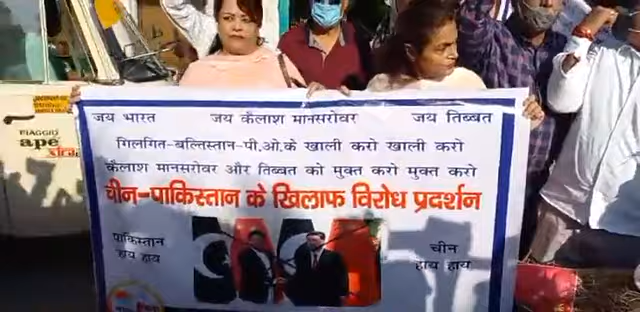 जय भारत जय कैलाश मानसरोवर जय तिब्बत
गिलगित-बल्तिस्तान-पी.ओ.के खाली करो खाली करो
कैलाश मानसरोवर और तिब्बत को मुक्त करो मुक्त करो
चीन-पाकिस्तान के खिलाफ विरोध प्रदर्शन
पाकिस्तान
हाय हाय
चीन
हाय हाय
PIAGGIO
ape